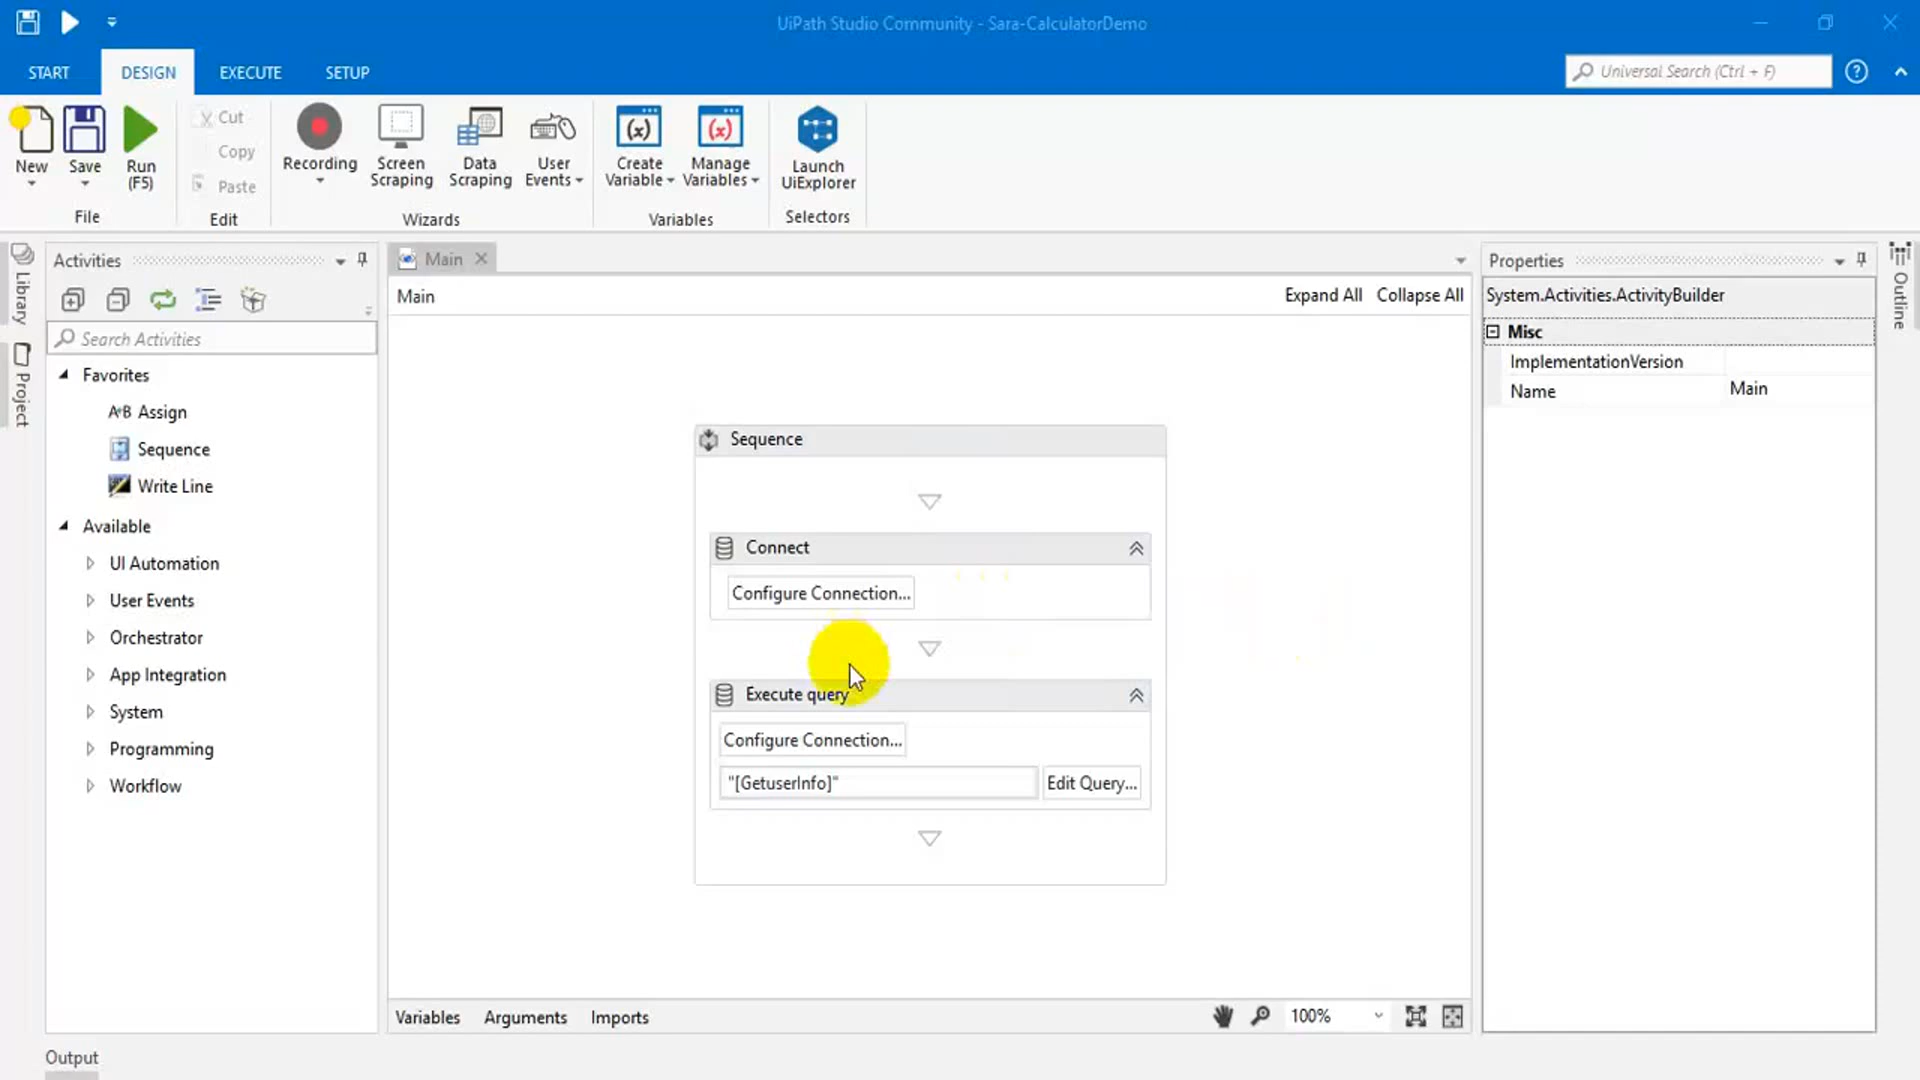 UiPath Studio Community - Sara-CalculatorDemo
START
DESIGN
EXECUTE
SETUP
Universal Search (Ctrl + F)
New
Save
Run
(F5)
File
Cut
Copy
Paste
Edit
Recording
Screen
Scraping
Data
Scraping
User
Events
Wizards
Create
Variable
Manage
Variables
Variables
Launch
UiExplorer
Selectors
Library
Project
Activities
Search Activities
Favorites
A+B Assign
Sequence
Write Line
Available
UI Automation
User Events
Orchestrator
App Integration
System
Programming
Workflow
Main
Main
Expand All
Collapse All
Sequence
Connect
Configure Connection...
Execute query
Configure Connection...
"[GetuserInfo]"
Edit Query...
Variables
Arguments
Imports
100%
Properties
System.Activities.ActivityBuilder
Misc
ImplementationVersion
Name
Main
Outline
Output